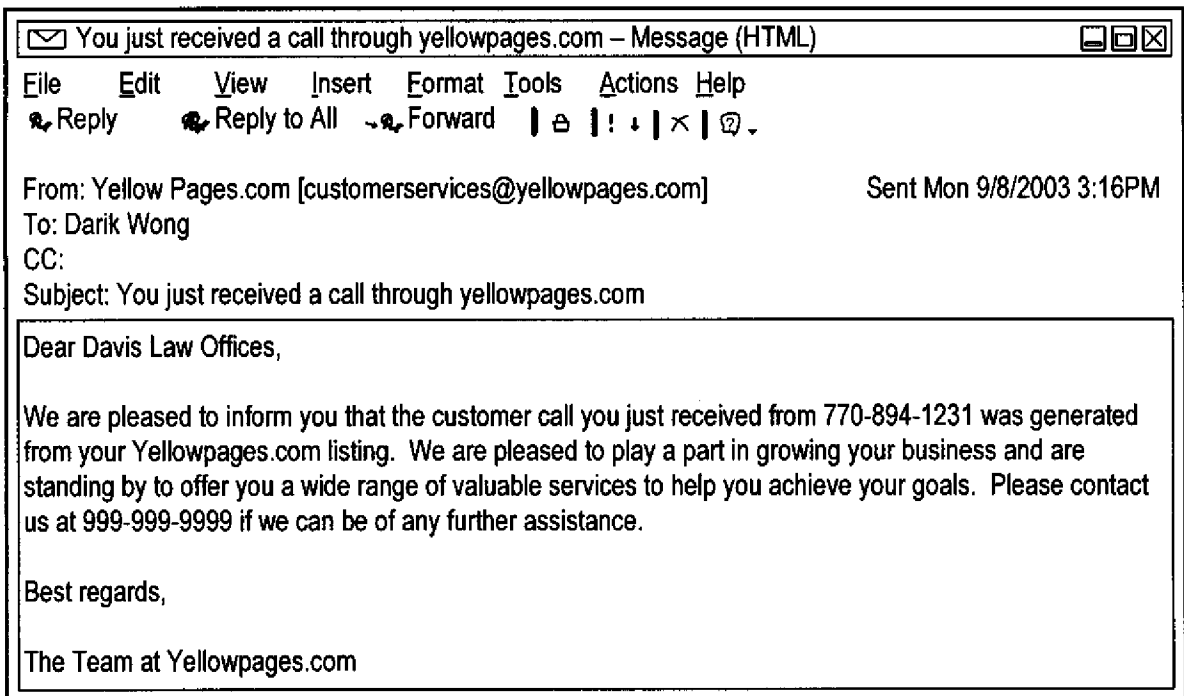 You just received a call through yellowpages.com – Message (HTML)
File Edit View Insert Format Tools Actions Help
Reply Reply to All Forward ! ?
From: Yellow Pages.com [customerservices@yellowpages.com] Sent Mon 9/8/2003 3:16PM
To: Darik Wong
CC:
Subject: You just received a call through yellowpages.com
Dear Davis Law Offices,
We are pleased to inform you that the customer call you just received from 770-894-1231 was generated
from your Yellowpages.com listing. We are pleased to play a part in growing your business and are
standing by to offer you a wide range of valuable services to help you achieve your goals. Please contact
us at 999-999-9999 if we can be of any further assistance.
Best regards,
The Team at Yellowpages.com